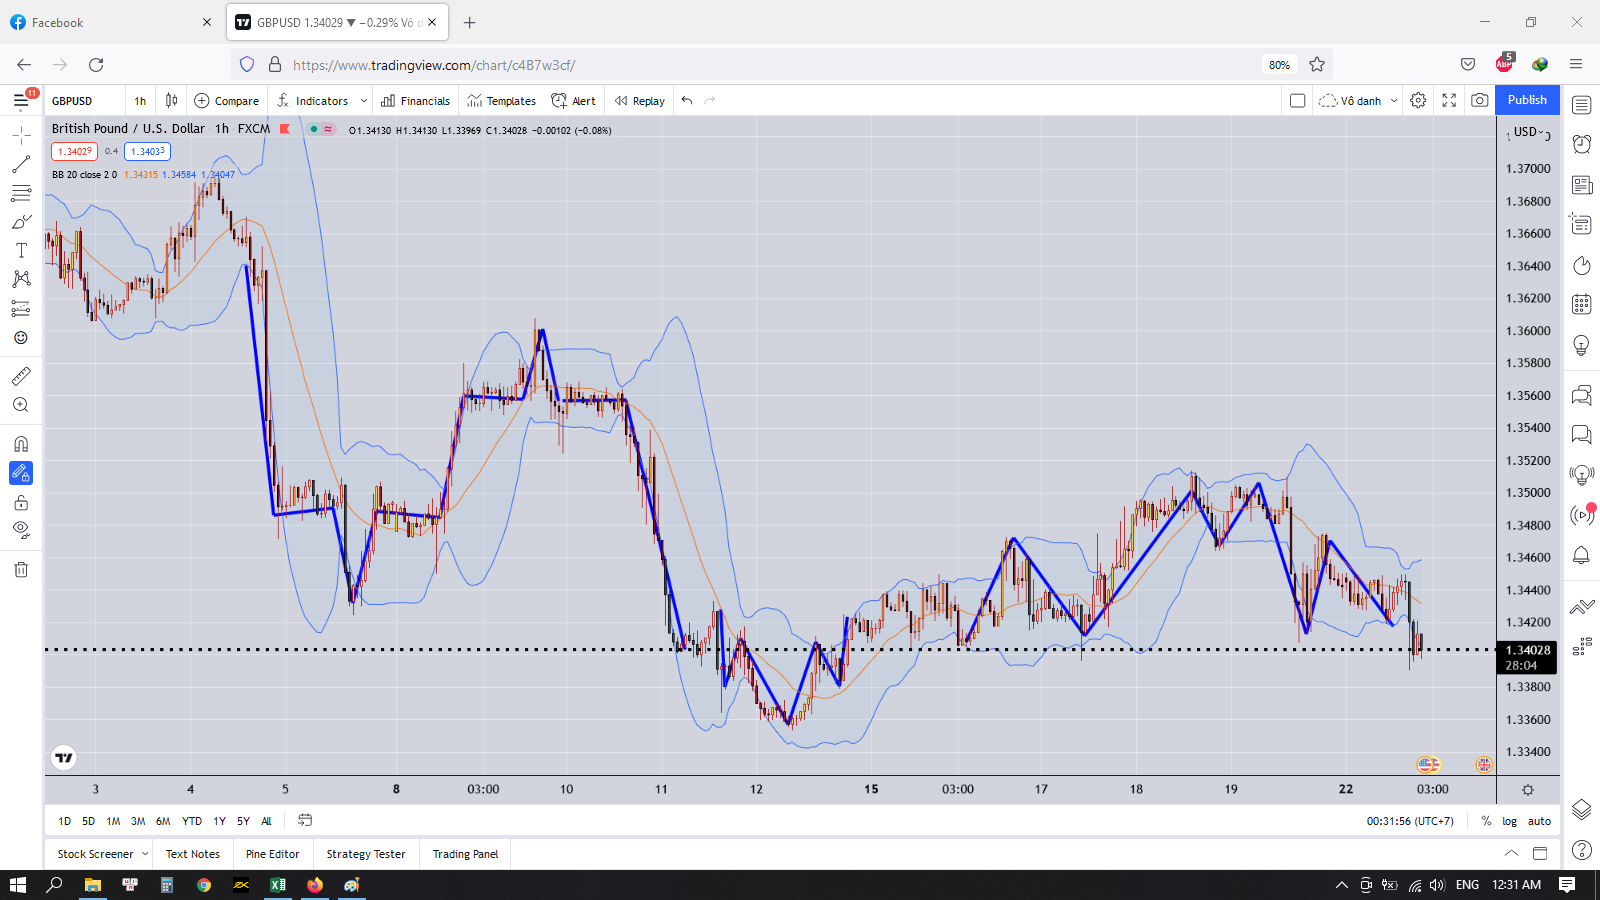 Facebook
GBPUSD 1.34029 ▼ −0.29% Vô d
https://www.tradingview.com/chart/c4B7w3cf/
80%
5
ABP
11
GBPUSD
1h
Compare
Indicators
Financials
Templates
Alert
Replay
Vô danh
Publish
British Pound / U.S. Dollar 1h FXCM
O1.34130 H1.34130 L1.33969 C1.34028 −0.00102 (−0.08%)
1.34029 0.4 1.34033
BB 20 close 2 0 1.34315 1.34584 1.34047
USD
1.37000
1.36800
1.36600
1.36400
1.36200
1.36000
1.35800
1.35600
1.35400
1.35200
1.35000
1.34800
1.34600
1.34400
1.34200
1.34028
28:04
1.33800
1.33600
1.33400
3 4 5 8 03:00 10 11 12 15 03:00 17 18 19 22 03:00
1D 5D 1M 3M 6M YTD 1Y 5Y All
00:31:56 (UTC+7) % log auto
Stock Screener Text Notes Pine Editor Strategy Tester Trading Panel
ENG 12:31 AM